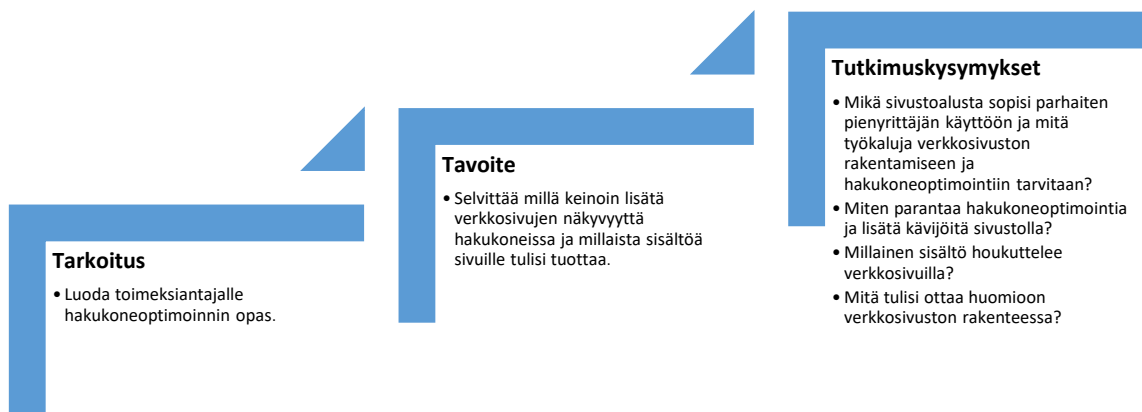 Tarkoitus
• Luoda toimeksiantajalle
hakukoneoptimoinnin opas.
Tavoite
• Selvittää millä keinoin lisätä
verkkosivujen näkyvyyttä
hakukoneissa ja millaista sisältöä
sivuille tulisi tuottaa.
Tutkimuskysymykset
• Mikä sivustoalusta sopisi parhaiten
pienyrittäjän käyttöön ja mitä
työkaluja verkkosivuston
rakentamiseen ja
hakukoneoptimointiin tarvitaan?
• Miten parantaa hakukoneoptimointia
ja lisätä kävijöitä sivustolla?
• Millainen sisältö houkuttelee
verkkosivuilla?
• Mitä tulisi ottaa huomioon
verkkosivuston rakenteessa?